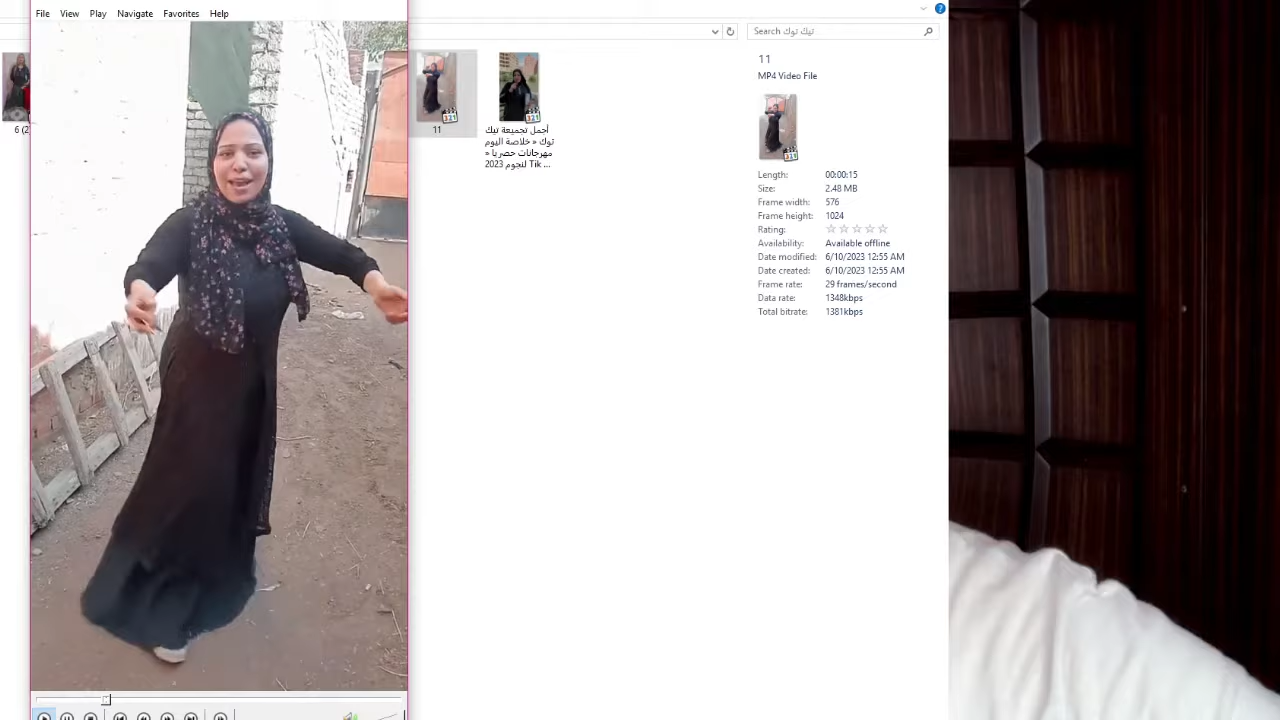 File View Play Navigate Favorites Help
Search تيك توك
6 (2
11
أجمل تجميعة تيك
توك » خلاصة اليوم
مهرجانات حصريا »
لنجوم 2023 Tik ...
11
MP4 Video File
Length: 00:00:15
Size: 2.48 MB
Frame width: 576
Frame height: 1024
Rating:
Availability: Available offline
Date modified: 6/10/2023 12:55 AM
Date created: 6/10/2023 12:55 AM
Frame rate: 29 frames/second
Data rate: 1348kbps
Total bitrate: 1381kbps